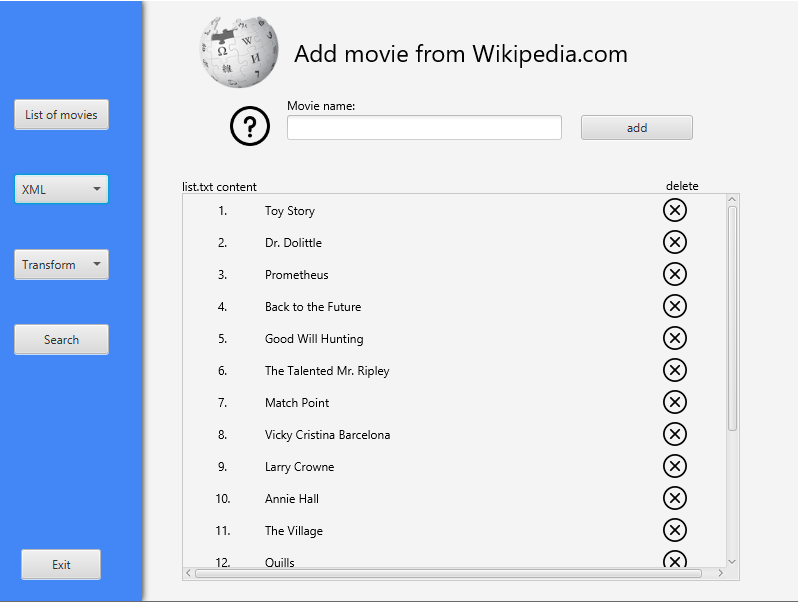 Add movie from Wikipedia.com
List of movies
Movie name:
?
add
XML
list.txt content
delete
1. Toy Story
2. Dr. Dolittle
3. Prometheus
Transform
4. Back to the Future
5. Good Will Hunting
Search
6. The Talented Mr. Ripley
7. Match Point
8. Vicky Cristina Barcelona
9. Larry Crowne
10. Annie Hall
11. The Village
12. Quills
Exit